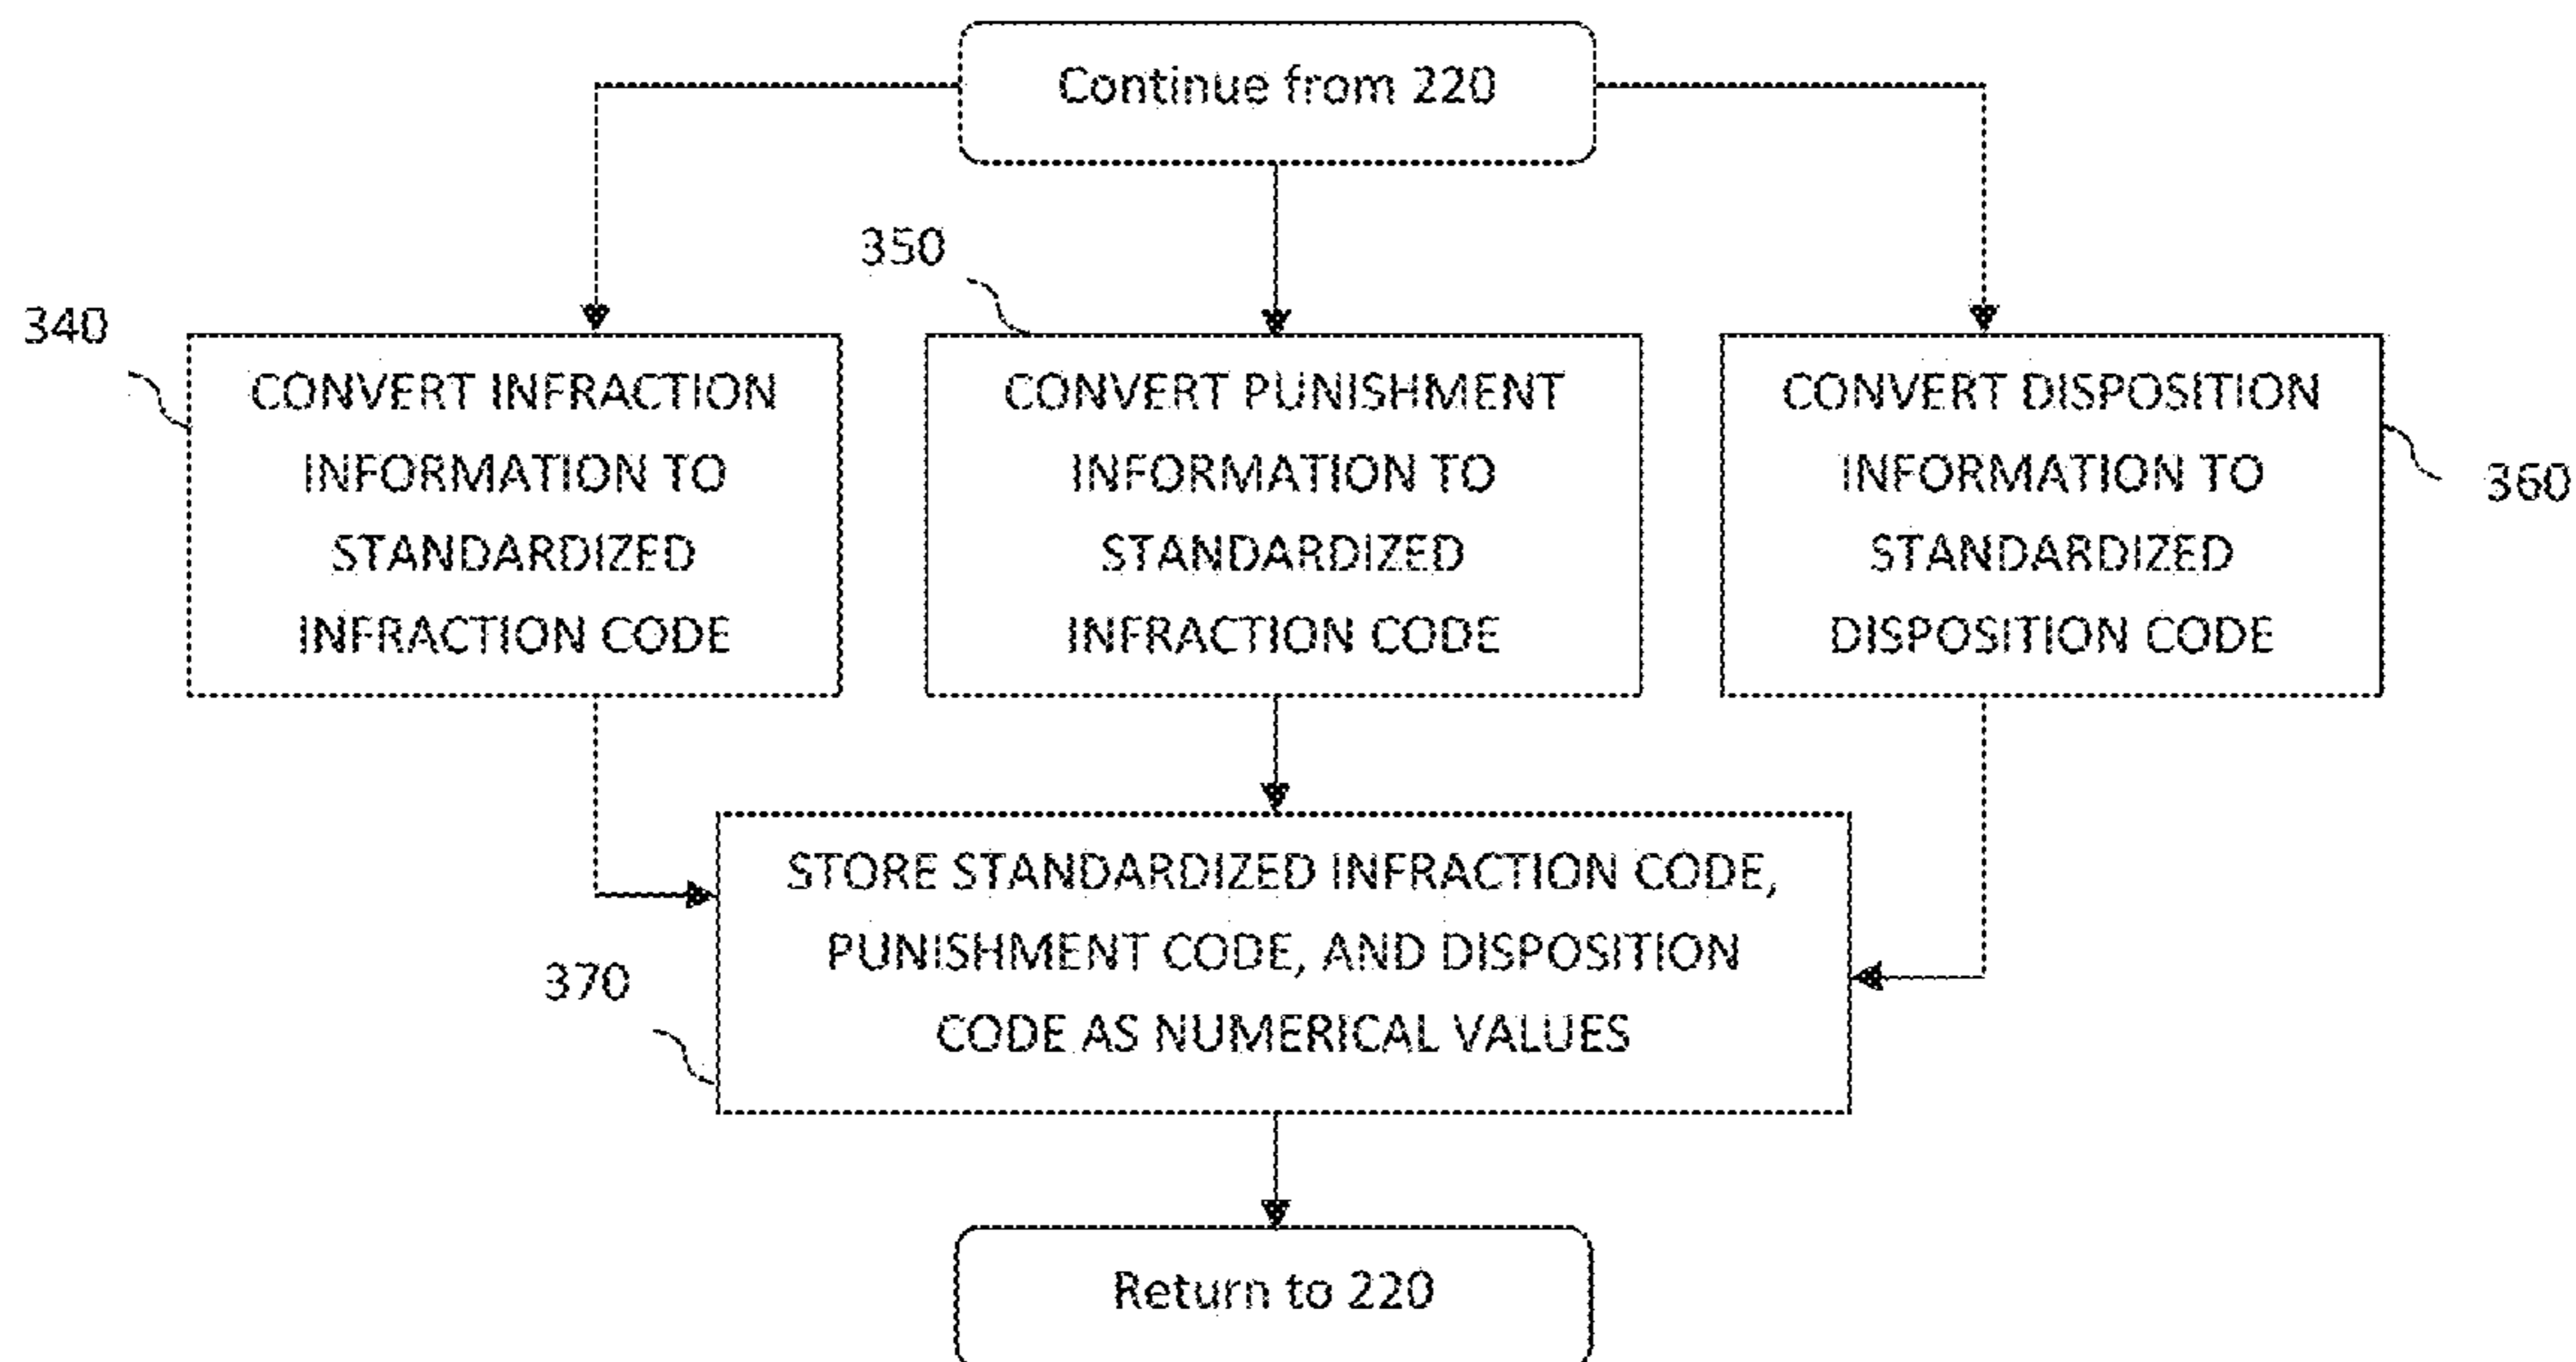 Continue from 220
350
340
CONVERT INFRACTION
INFORMATION TO
STANDARDIZED
INFRACTION CODE
CONVERT PUNISHMENT
INFORMATION TO
STANDARDIZED
INFRACTION CODE
CONVERT DISPOSITION
INFORMATION TO
STANDARDIZED
DISPOSITION CODE
360
STORE STANDARDIZED INFRACTION CODE,
PUNISHMENT CODE, AND DISPOSITION
CODE AS NUMERICAL VALUES
370
Return to 220